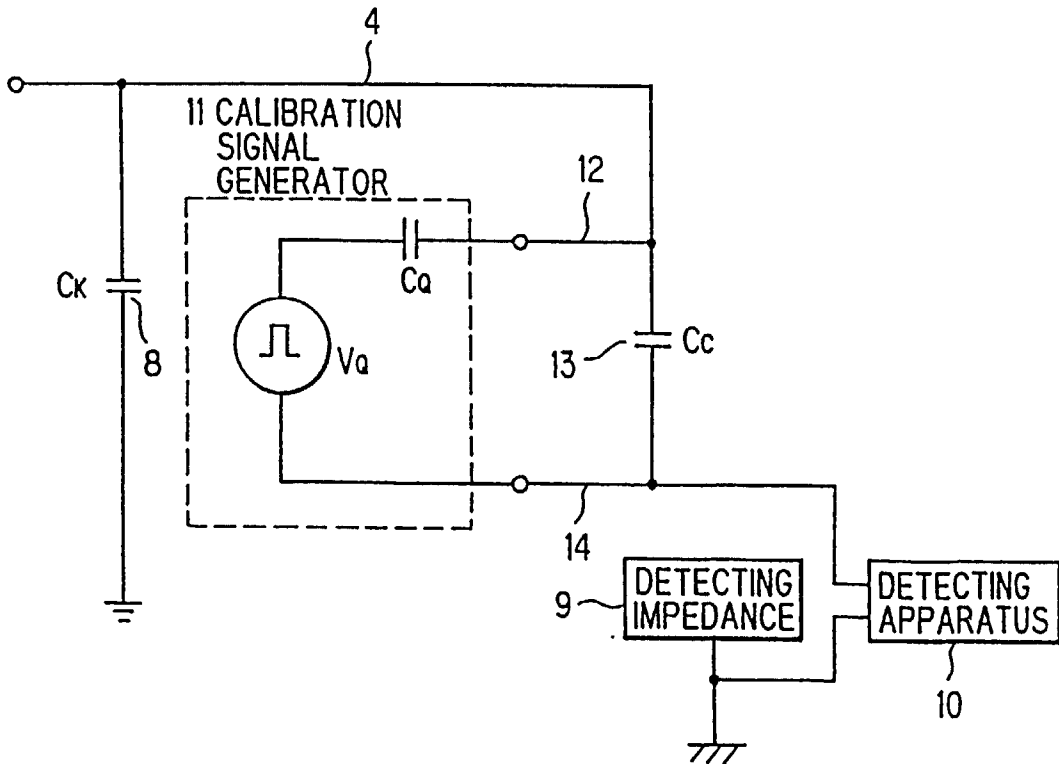 4
11 CALIBRATION
SIGNAL
GENERATOR
12
CQ
CK
8
VQ
13
CC
14
9
DETECTING
IMPEDANCE
DETECTING
APPARATUS
10